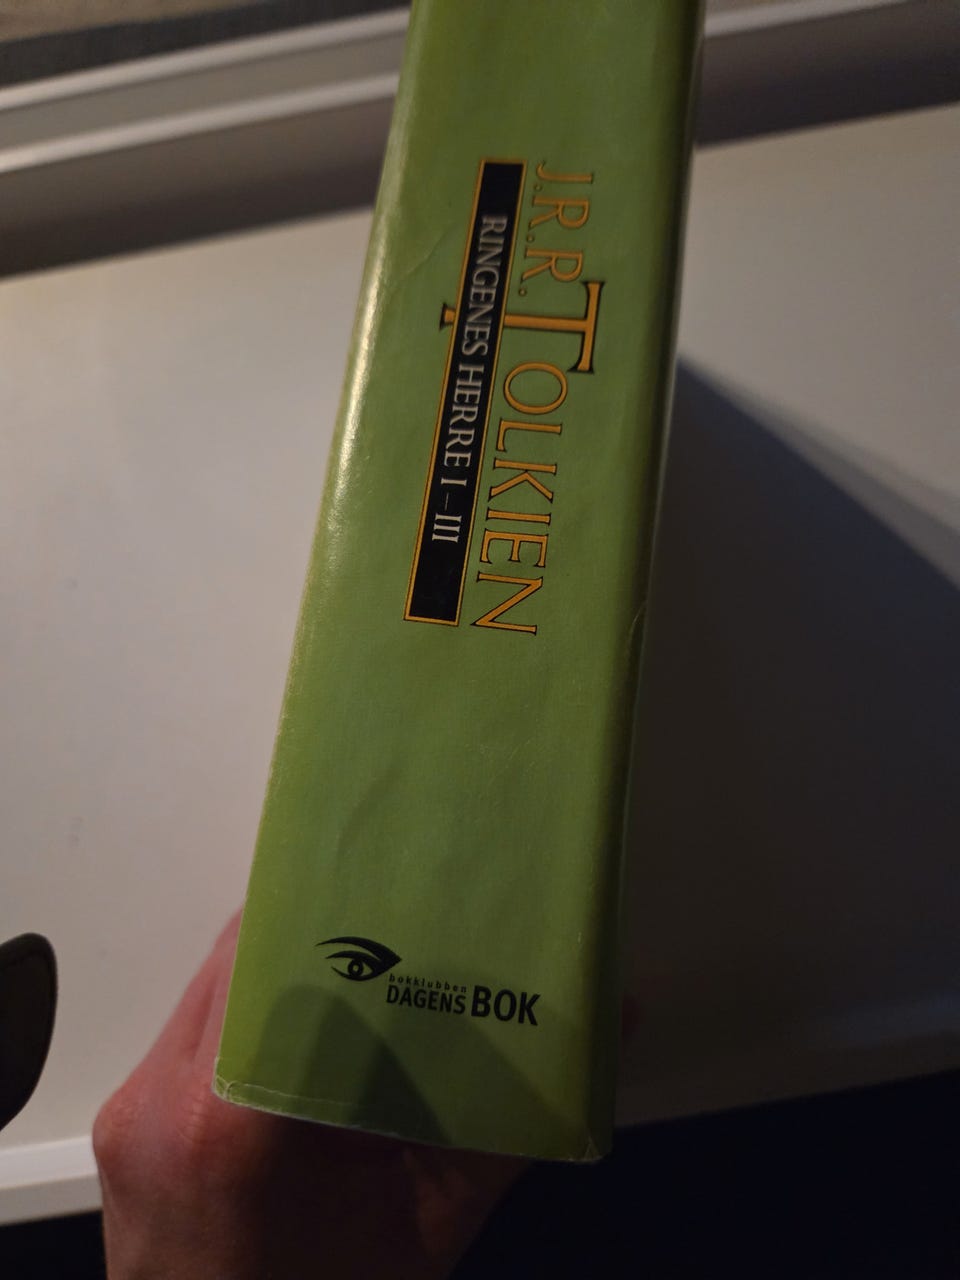 J.R.R. TOLKIEN
RINGENES HERRE I–III
bokklubben
DAGENS BOK